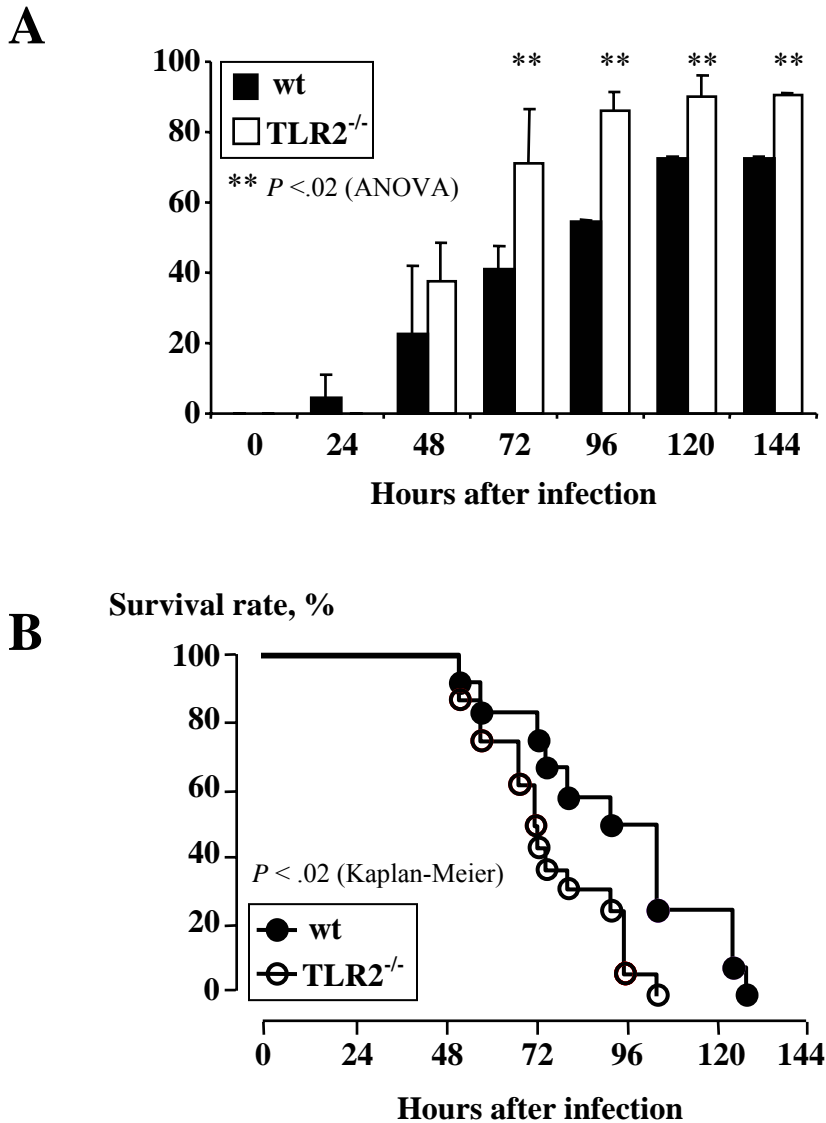 A
100
80
60
40
20
0
wt
TLR2-/-
** P <.02 (ANOVA)
** ** ** **
0 24 48 72 96 120 144
Hours after infection
B
Survival rate, %
100
80
60
40
20
0
P < .02 (Kaplan-Meier)
wt
TLR2-/-
0 24 48 72 96 120 144
Hours after infection